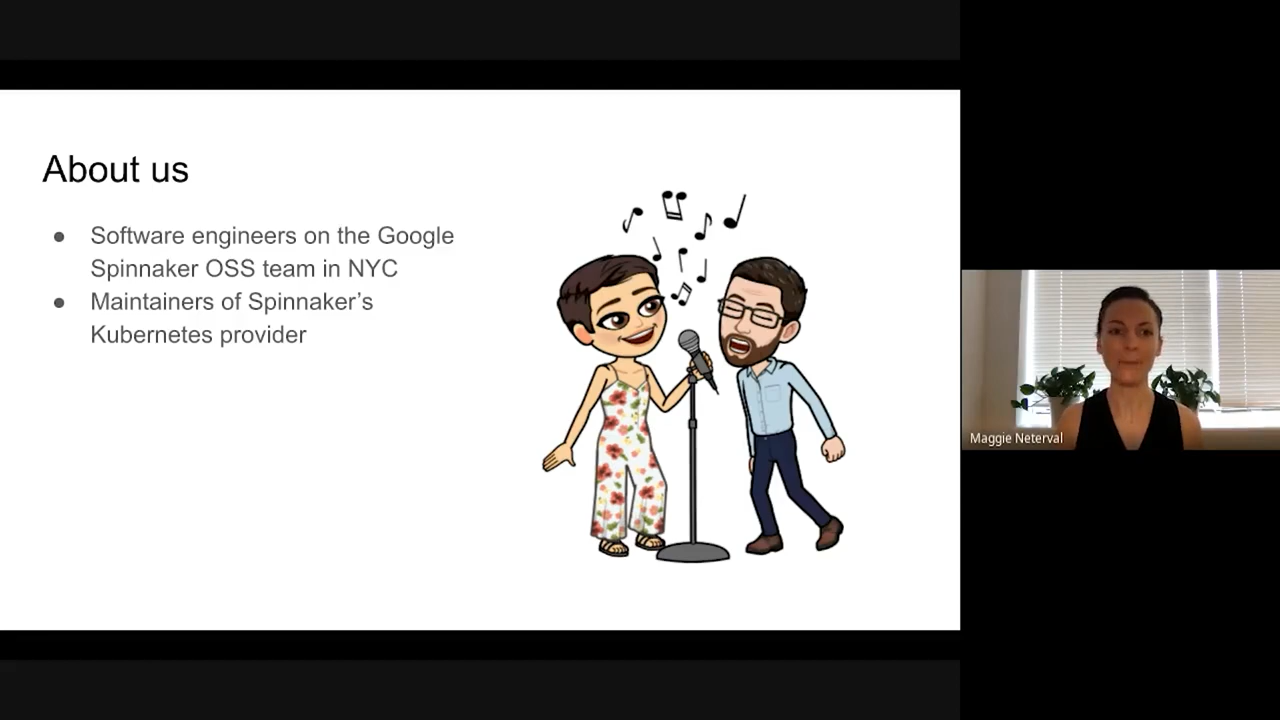 About us
● Software engineers on the Google
Spinnaker OSS team in NYC
● Maintainers of Spinnaker’s
Kubernetes provider
Maggie Neterval